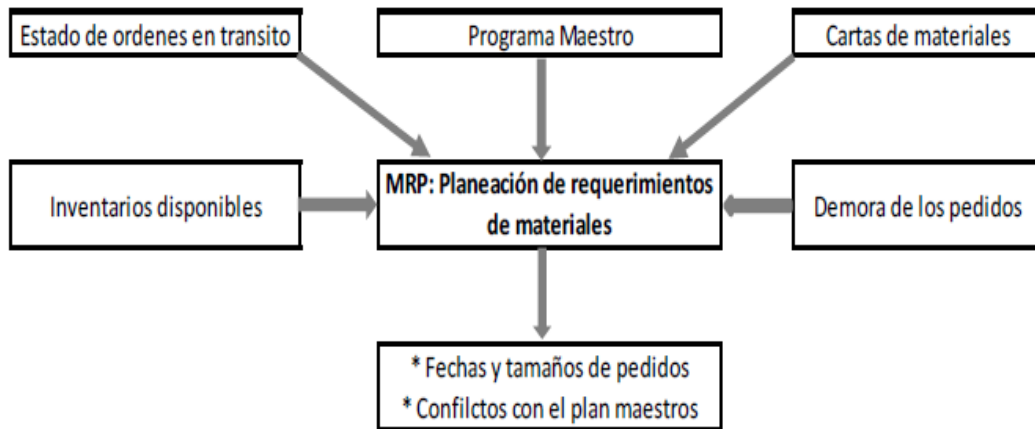 Estado de ordenes en transito
Programa Maestro
Cartas de materiales
Inventarios disponibles
MRP: Planeación de requerimientos
de materiales
Demora de los pedidos
* Fechas y tamaños de pedidos
* Confilctos con el plan maestros